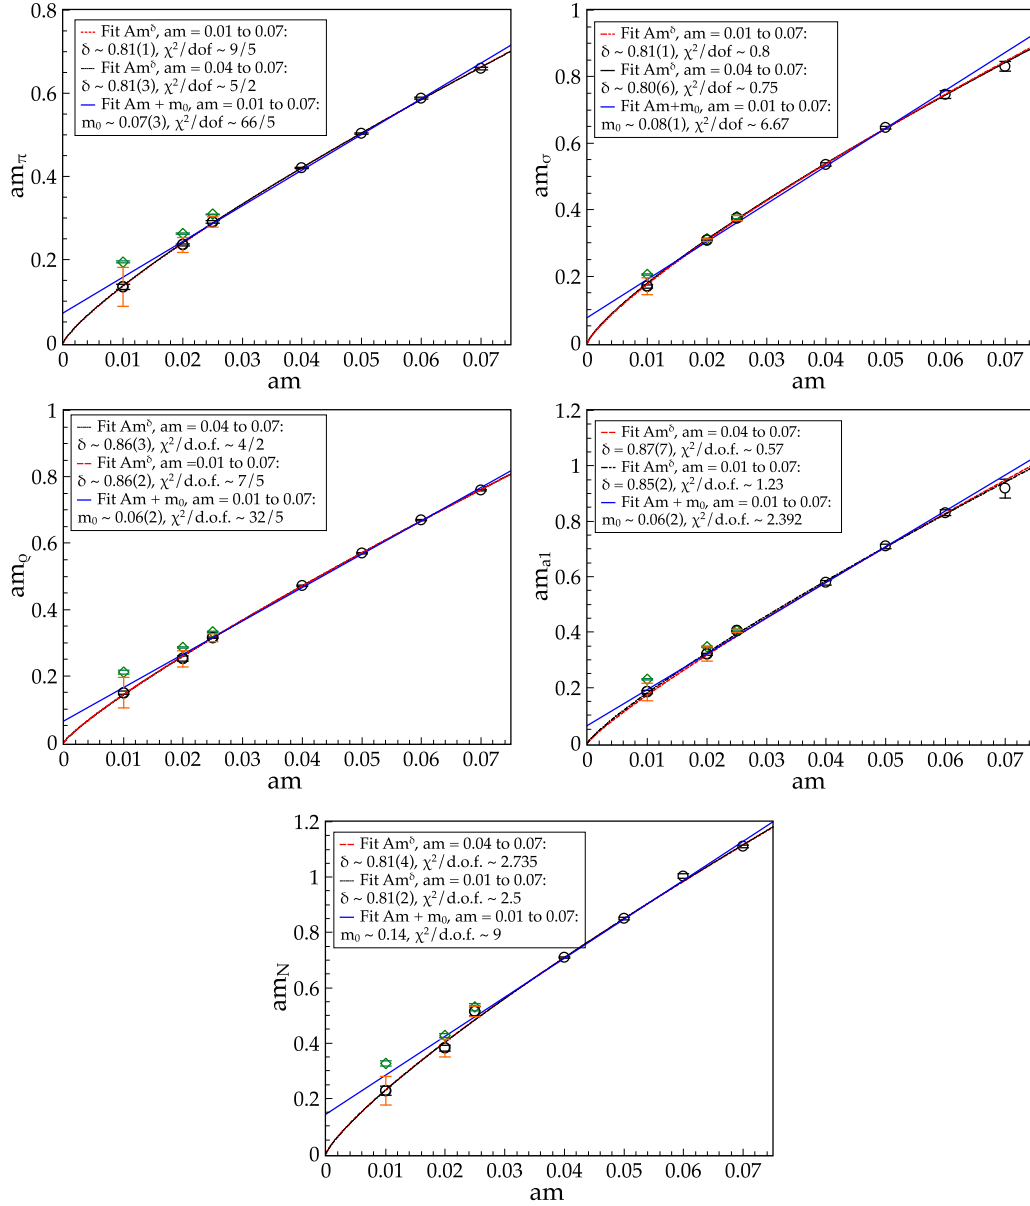 0.8
0.6
0.4
0.2
0
am_π
Fit Am^δ, am = 0.01 to 0.07:
δ ~ 0.81(1), χ²/dof ~ 9/5
Fit Am^δ, am = 0.04 to 0.07:
δ ~ 0.81(3), χ²/dof ~ 5/2
Fit Am + m₀, am = 0.01 to 0.07:
m₀ ~ 0.07(3), χ²/dof ~ 66/5
0 0.01 0.02 0.03 0.04 0.05 0.06 0.07
am
1
0.8
0.6
0.4
0.2
0
am_σ
Fit Am^δ, am = 0.01 to 0.07:
δ ~ 0.81(1), χ²/dof ~ 0.8
Fit Am^δ, am = 0.04 to 0.07:
δ ~ 0.80(6), χ²/dof ~ 0.75
Fit Am+m₀, am = 0.01 to 0.07:
m₀ ~ 0.08(1), χ²/dof ~ 6.67
0 0.01 0.02 0.03 0.04 0.05 0.06 0.07
am
1
0.8
0.6
0.4
0.2
0
am_ϱ
Fit Am^δ, am = 0.04 to 0.07:
δ ~ 0.86(3), χ²/d.o.f. ~ 4/2
Fit Am^δ, am =0.01 to 0.07:
δ ~ 0.86(2), χ²/d.o.f. ~ 7/5
Fit Am + m₀, am = 0.01 to 0.07:
m₀ ~ 0.06(2), χ²/d.o.f. ~ 32/5
0 0.01 0.02 0.03 0.04 0.05 0.06 0.07
am
1.2
1
0.8
0.6
0.4
0.2
0
am_a1
Fit Am^δ, am = 0.04 to 0.07:
δ = 0.87(7), χ²/d.o.f. ~ 0.57
Fit Am^δ, am = 0.01 to 0.07:
δ = 0.85(2), χ²/d.o.f. ~ 1.23
Fit Am + m₀, am = 0.01 to 0.07:
m₀ ~ 0.06(2), χ²/d.o.f. ~ 2.392
0 0.01 0.02 0.03 0.04 0.05 0.06 0.07
am
1.2
1
0.8
0.6
0.4
0.2
0
am_N
Fit Am^δ, am = 0.04 to 0.07:
δ ~ 0.81(4), χ²/d.o.f. ~ 2.735
Fit Am^δ, am = 0.01 to 0.07:
δ ~ 0.81(2), χ²/d.o.f. ~ 2.5
Fit Am + m₀, am = 0.01 to 0.07:
m₀ ~ 0.14, χ²/d.o.f. ~ 9
0 0.01 0.02 0.03 0.04 0.05 0.06 0.07
am